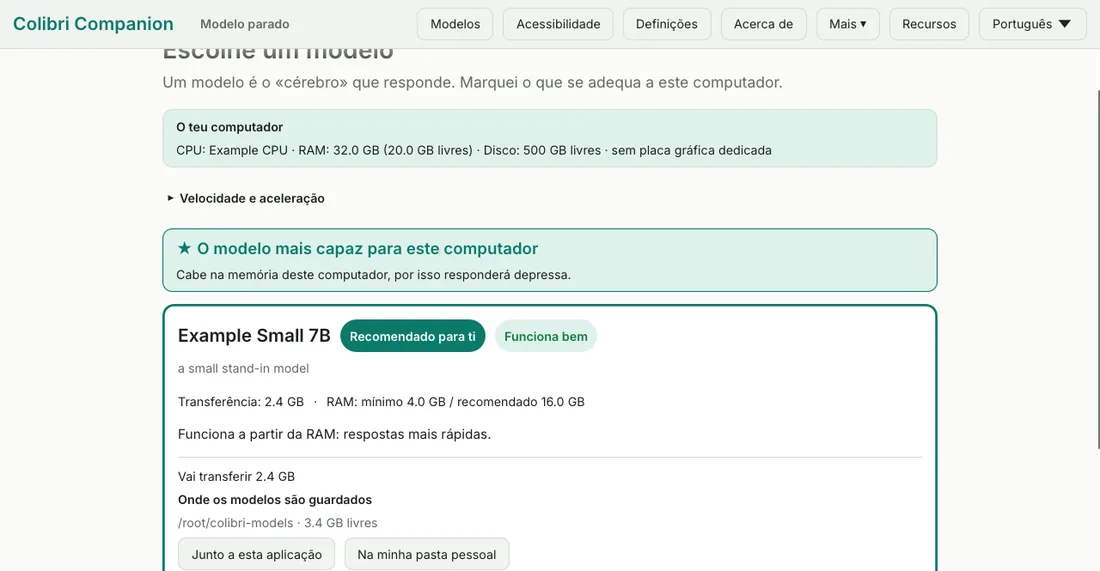 Colibri Companion
Modelo parado
Modelos
Acessibilidade
Definições
Acerca de
Mais ▾
Recursos
Português ▼
Escolhe um modelo
Um modelo é o «cérebro» que responde. Marquei o que se adequa a este computador.
O teu computador
CPU: Example CPU · RAM: 32.0 GB (20.0 GB livres) · Disco: 500 GB livres · sem placa gráfica dedicada
▸ Velocidade e aceleração
★ O modelo mais capaz para este computador
Cabe na memória deste computador, por isso responderá depressa.
Example Small 7B
Recomendado para ti
Funciona bem
a small stand-in model
Transferência: 2.4 GB · RAM: mínimo 4.0 GB / recomendado 16.0 GB
Funciona a partir da RAM: respostas mais rápidas.
Vai transferir 2.4 GB
Onde os modelos são guardados
/root/colibri-models · 3.4 GB livres
Junto a esta aplicação
Na minha pasta pessoal